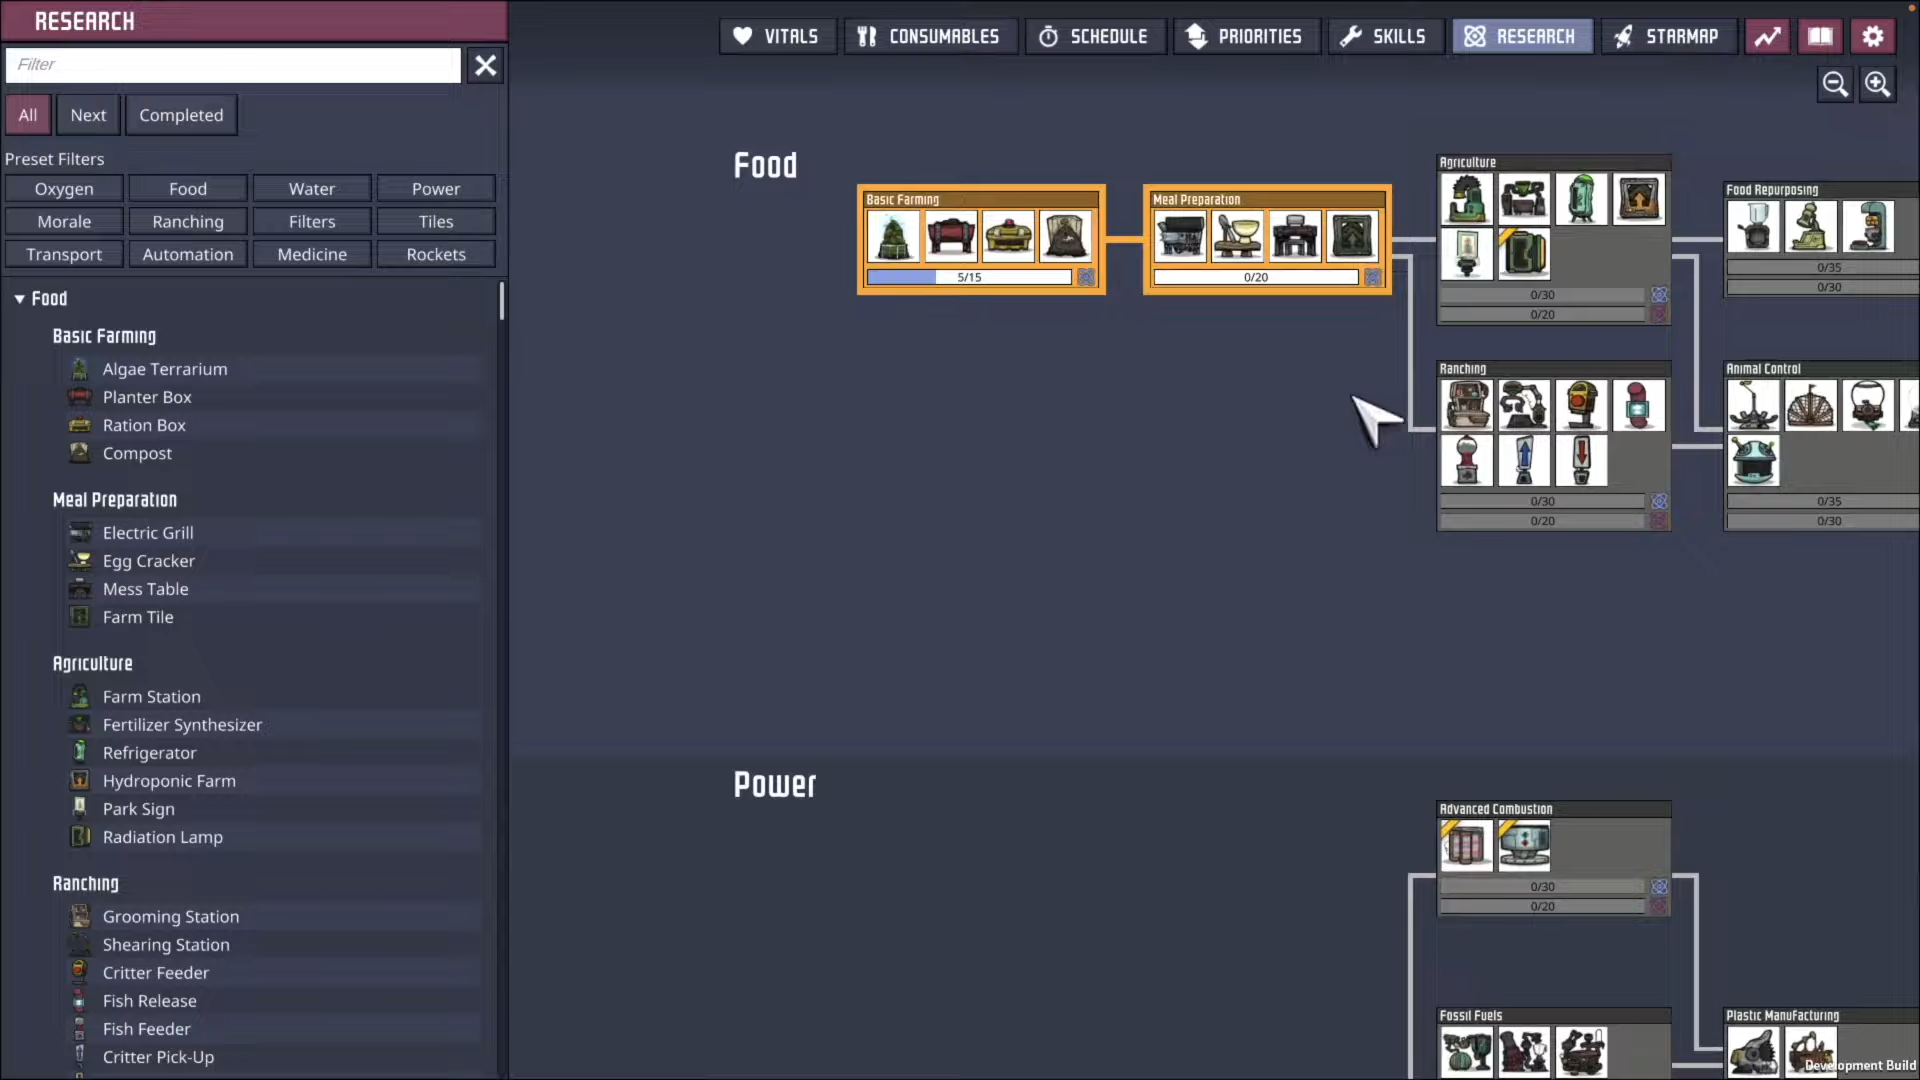 RESEARCH
VITALS
CONSUMABLES
SCHEDULE
PRIORITIES
SKILLS
RESEARCH
STARMAP
Filter
All
Next
Completed
Preset Filters
Oxygen
Food
Water
Power
Morale
Ranching
Filters
Tiles
Transport
Automation
Medicine
Rockets
Food
Basic Farming
Algae Terrarium
Planter Box
Ration Box
Compost
Meal Preparation
Electric Grill
Egg Cracker
Mess Table
Farm Tile
Agriculture
Farm Station
Fertilizer Synthesizer
Refrigerator
Hydroponic Farm
Park Sign
Radiation Lamp
Ranching
Grooming Station
Shearing Station
Critter Feeder
Fish Release
Fish Feeder
Critter Pick-Up
Food
Basic Farming
5/15
Meal Preparation
0/20
Agriculture
0/30
0/20
Food Repurposing
0/35
0/30
Ranching
0/30
0/20
Animal Control
0/35
0/30
Power
Advanced Combustion
0/30
0/20
Fossil Fuels
Plastic Manufacturing
Development Build